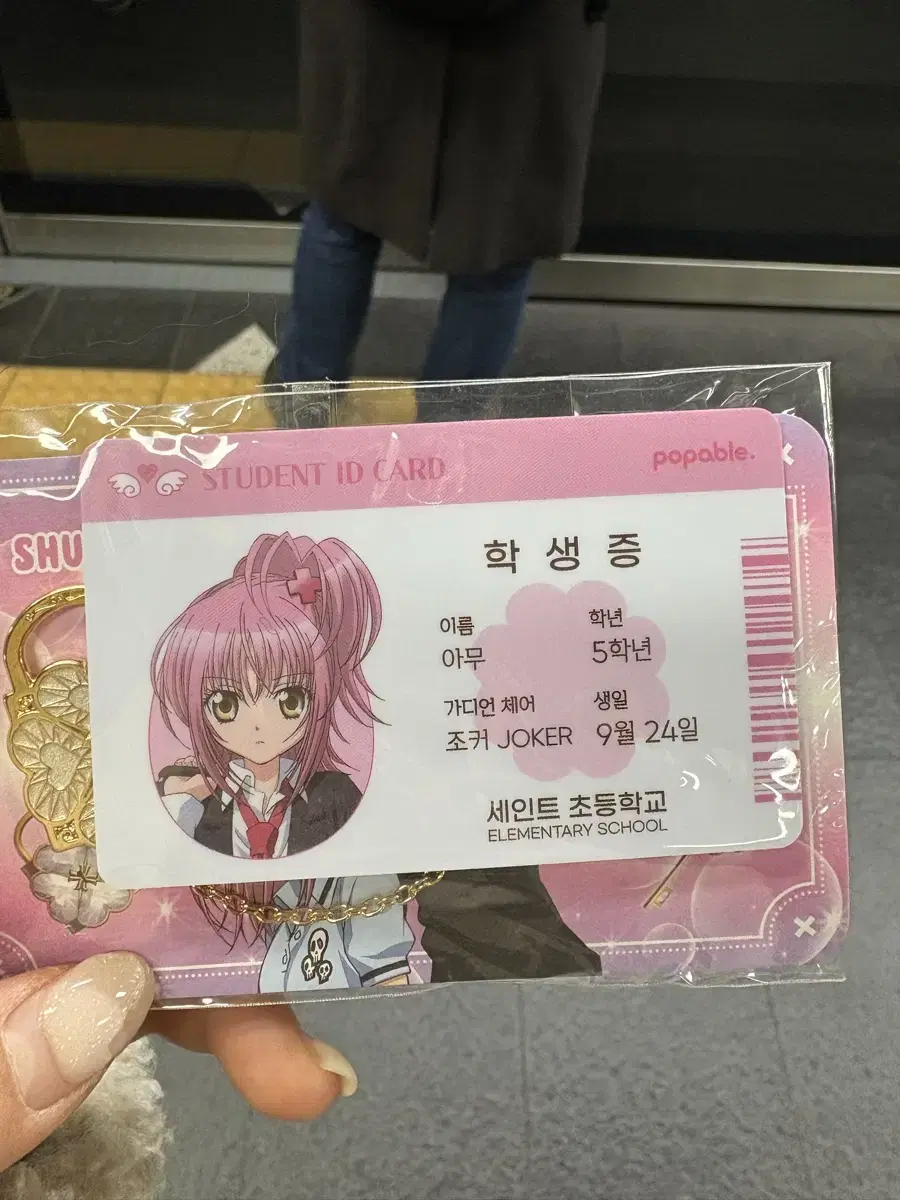 STUDENT ID CARD
popable.
SHU
학생증
이름
학년
아무
5학년
가디언 체어
생일
조커 JOKER
9월 24일
세인트 초등학교
ELEMENTARY SCHOOL